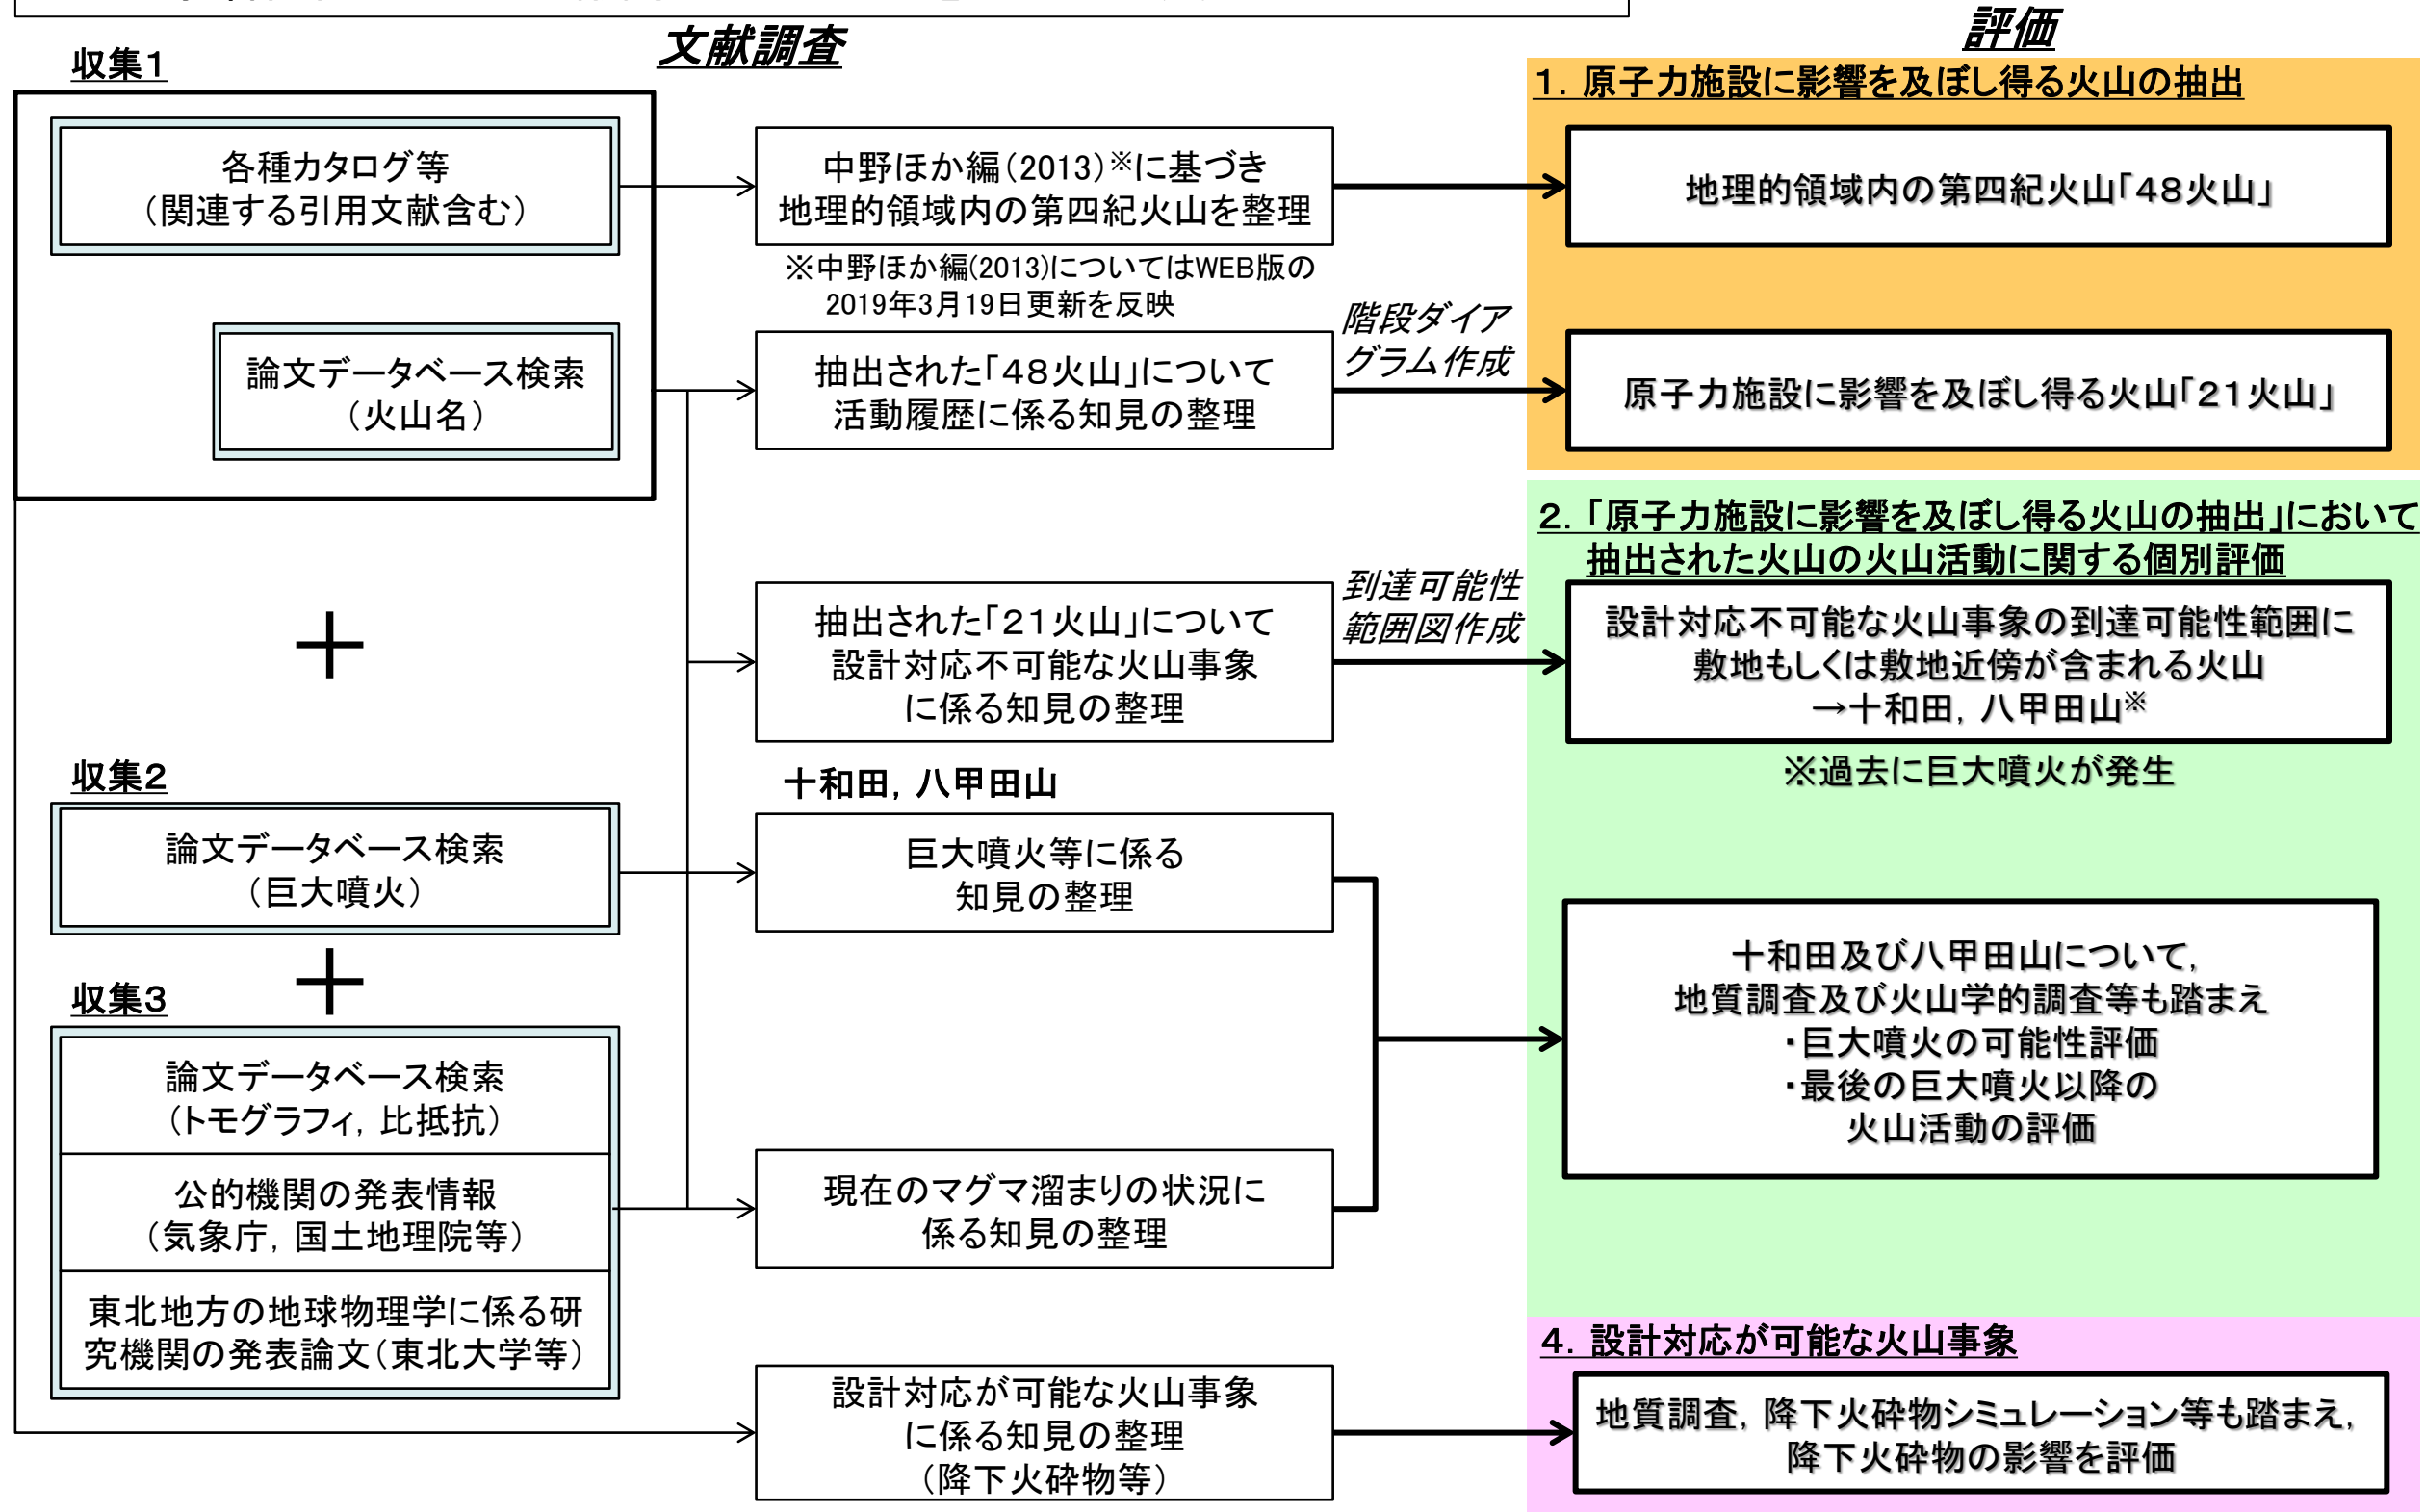 文献調査
評価
収集1
各種カタログ等
（関連する引用文献含む）
論文データベース検索
（火山名）
中野ほか編（2013）※に基づき
地理的領域内の第四紀火山を整理
※中野ほか編(2013)についてはWEB版の
2019年3月19日更新を反映
抽出された「48火山」について
活動履歴に係る知見の整理
階段ダイア
グラム作成
1．原子力施設に影響を及ぼし得る火山の抽出
地理的領域内の第四紀火山「48火山」
原子力施設に影響を及ぼし得る火山「21火山」
＋
抽出された「21火山」について
設計対応不可能な火山事象
に係る知見の整理
到達可能性
範囲図作成
2．「原子力施設に影響を及ぼし得る火山の抽出」において
抽出された火山の火山活動に関する個別評価
設計対応不可能な火山事象の到達可能性範囲に
敷地もしくは敷地近傍が含まれる火山
→十和田，八甲田山※
※過去に巨大噴火が発生
収集2
論文データベース検索
（巨大噴火）
十和田，八甲田山
巨大噴火等に係る
知見の整理
＋
収集3
論文データベース検索
（トモグラフィ，比抵抗）
公的機関の発表情報
（気象庁，国土地理院等）
東北地方の地球物理学に係る研
究機関の発表論文（東北大学等）
現在のマグマ溜まりの状況に
係る知見の整理
十和田及び八甲田山について，
地質調査及び火山学的調査等も踏まえ
・巨大噴火の可能性評価
・最後の巨大噴火以降の
火山活動の評価
設計対応が可能な火山事象
に係る知見の整理
（降下火砕物等）
4．設計対応が可能な火山事象
地質調査，降下火砕物シミュレーション等も踏まえ，
降下火砕物の影響を評価